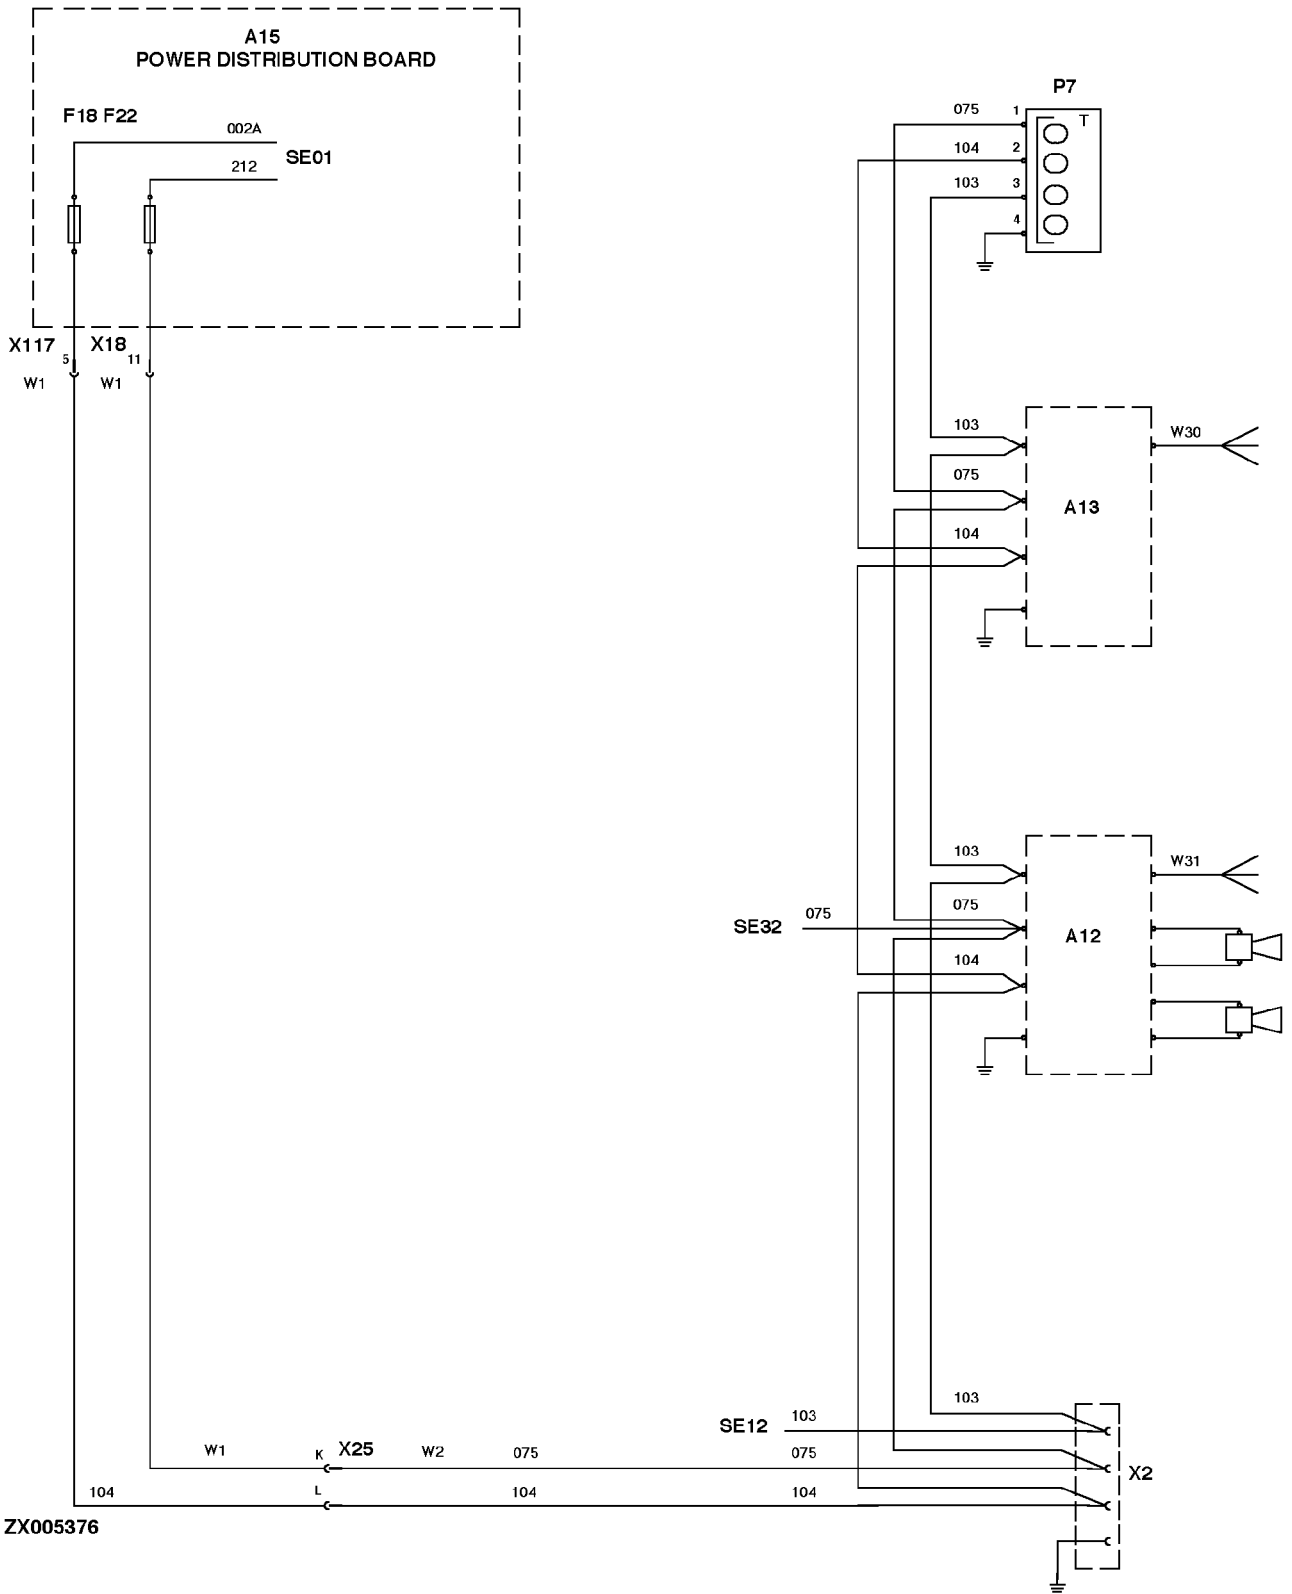 A15
POWER DISTRIBUTION BOARD
F18 F22
002A
SE01
212
X117
X18
5
11
W1
W1
P7
075
1
T
104
2
103
3
4
103
W30
075
A13
104
103
W31
075
SE32
075
A12
104
103
SE12
103
W1
K
X25
W2
075
075
X2
104
L
104
104
ZX005376